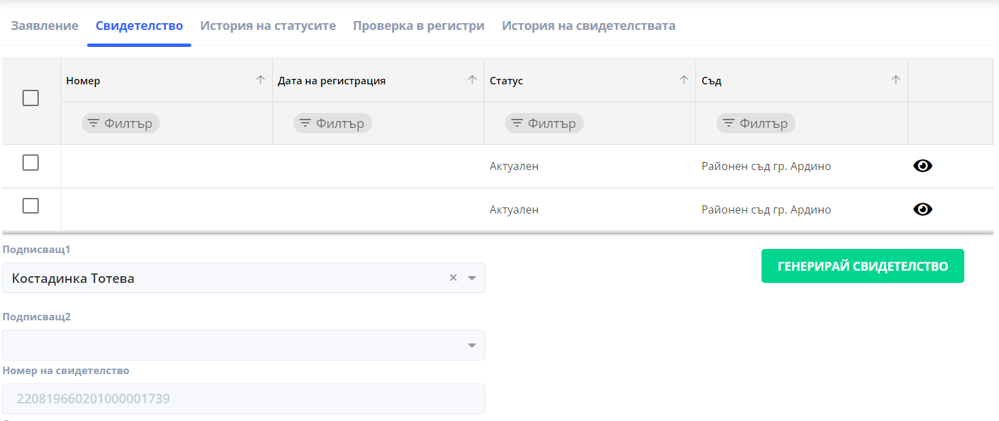 Заявление Свидетелство История на статусите Проверка в регистри История на свидетелствата
Номер Дата на регистрация Статус Съд
Филтър Филтър Филтър Филтър
Актуален Районен съд гр. Ардино
Актуален Районен съд гр. Ардино
Подписващ1
ГЕНЕРИРАЙ СВИДЕТЕЛСТВО
Костадинка Тотева
Подписващ2
Номер на свидетелство
220819660201000001739